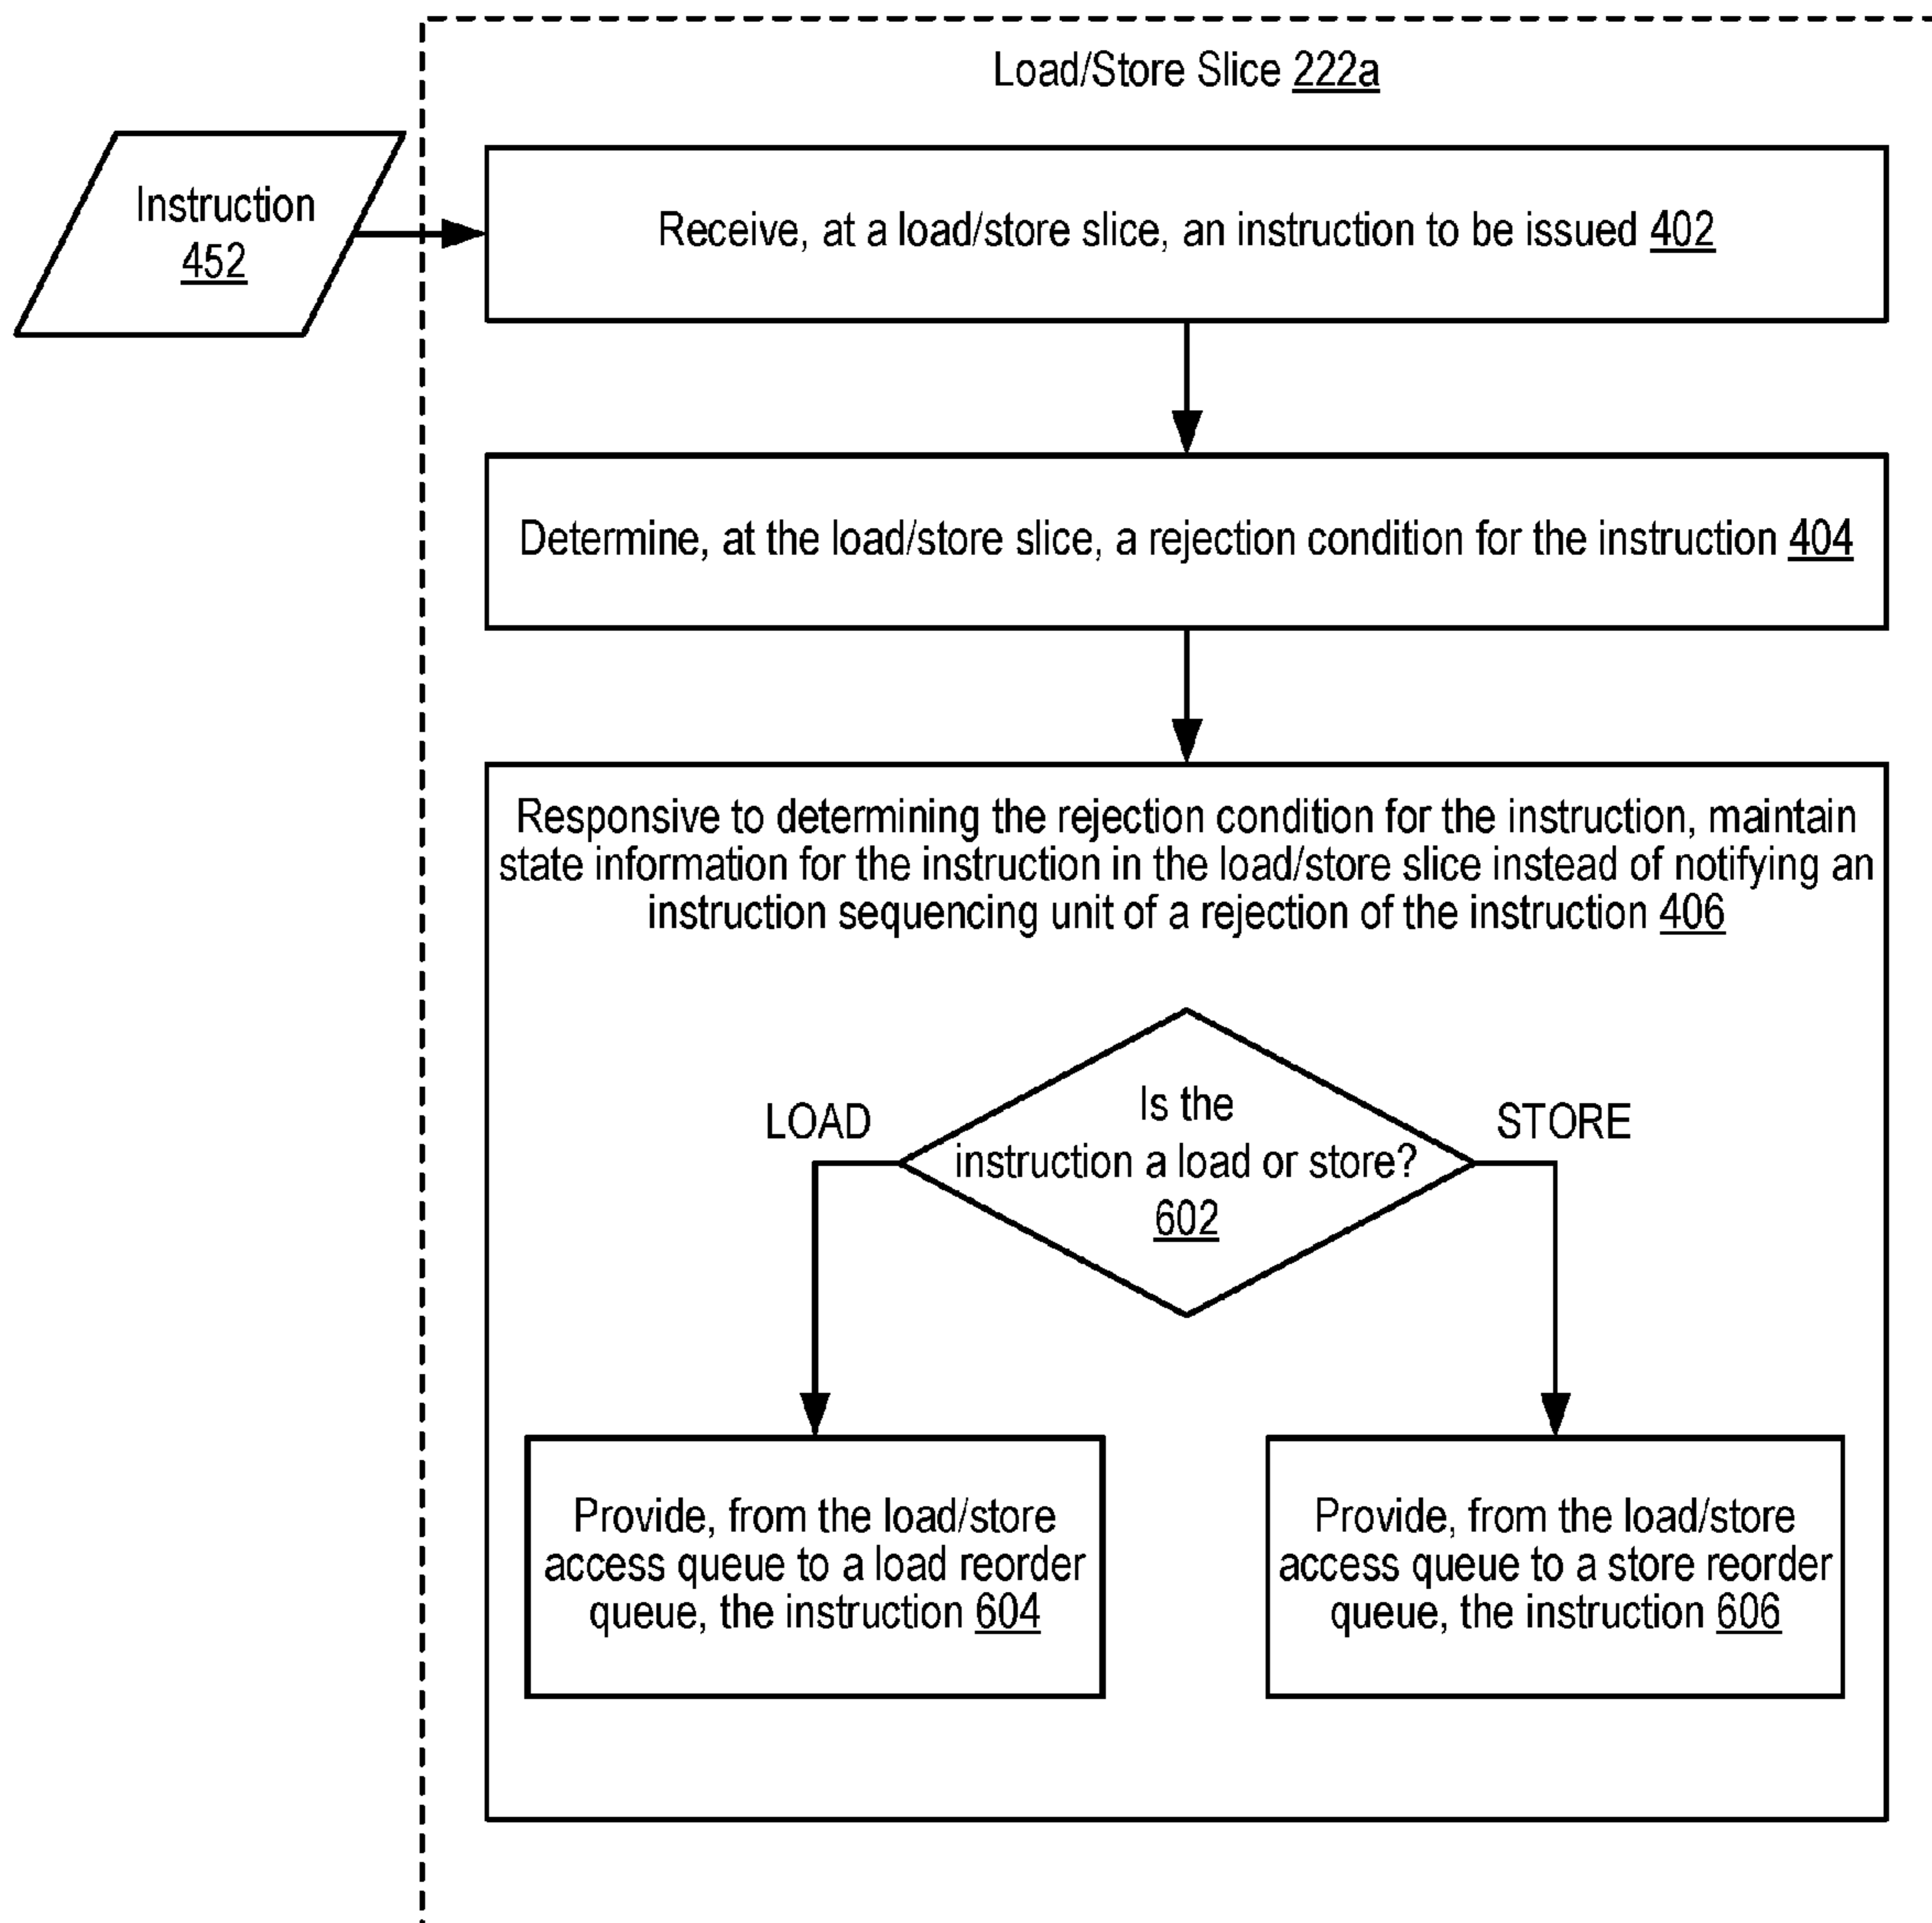 Load/Store Slice 222a
Instruction
452
Receive, at a load/store slice, an instruction to be issued 402
Determine, at the load/store slice, a rejection condition for the instruction 404
Responsive to determining the rejection condition for the instruction, maintain
state information for the instruction in the load/store slice instead of notifying an
instruction sequencing unit of a rejection of the instruction 406
LOAD
Is the
instruction a load or store?
602
STORE
Provide, from the load/store
access queue to a load reorder
queue, the instruction 604
Provide, from the load/store
access queue to a store reorder
queue, the instruction 606